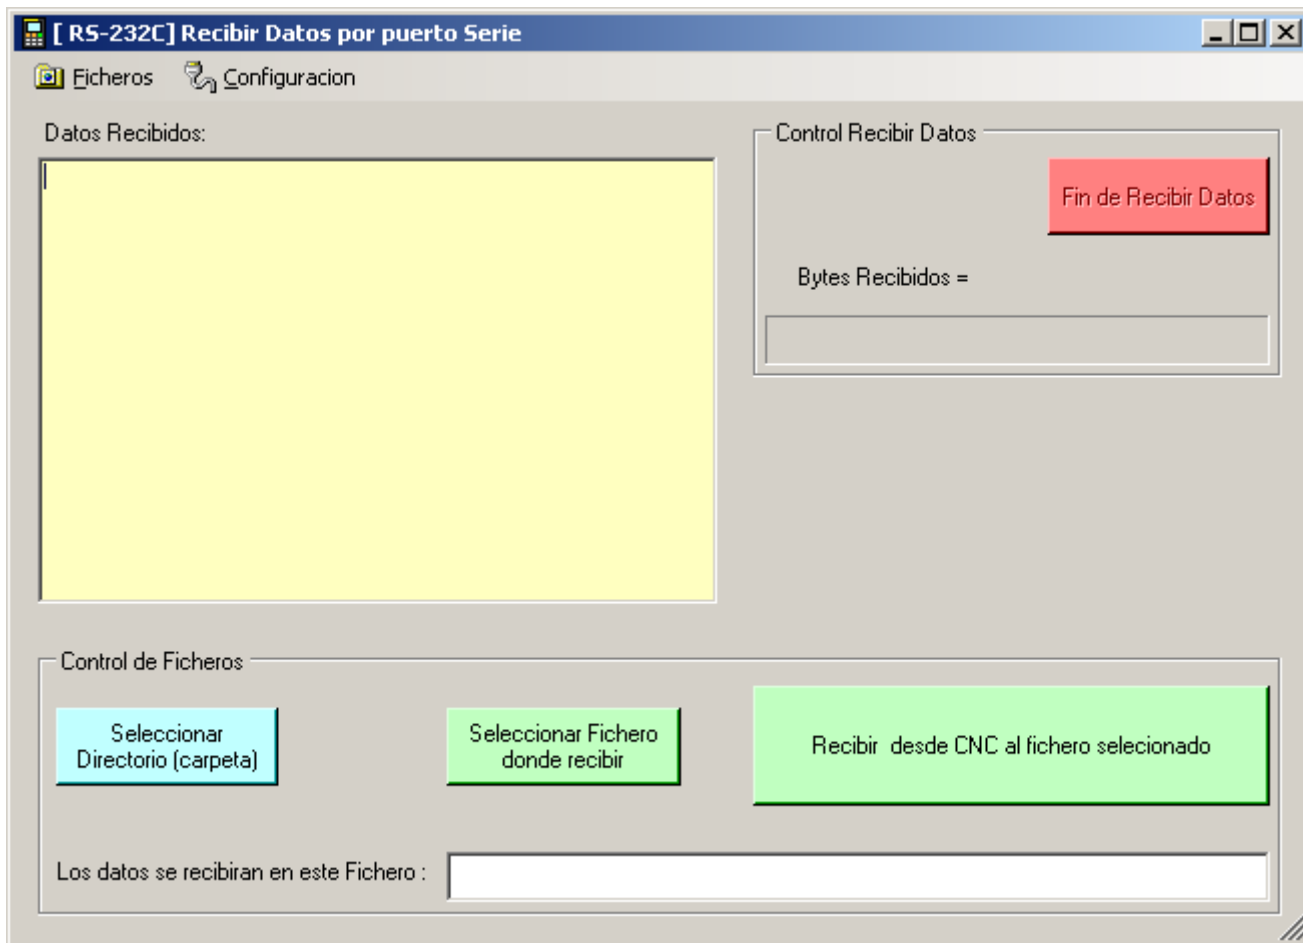 [ RS-232C] Recibir Datos por puerto Serie
Ficheros Configuracion
Datos Recibidos:
Control Recibir Datos
Fin de Recibir Datos
Bytes Recibidos =
Control de Ficheros
Seleccionar
Directorio (carpeta)
Seleccionar Fichero
donde recibir
Recibir desde CNC al fichero selecionado
Los datos se recibiran en este Fichero :